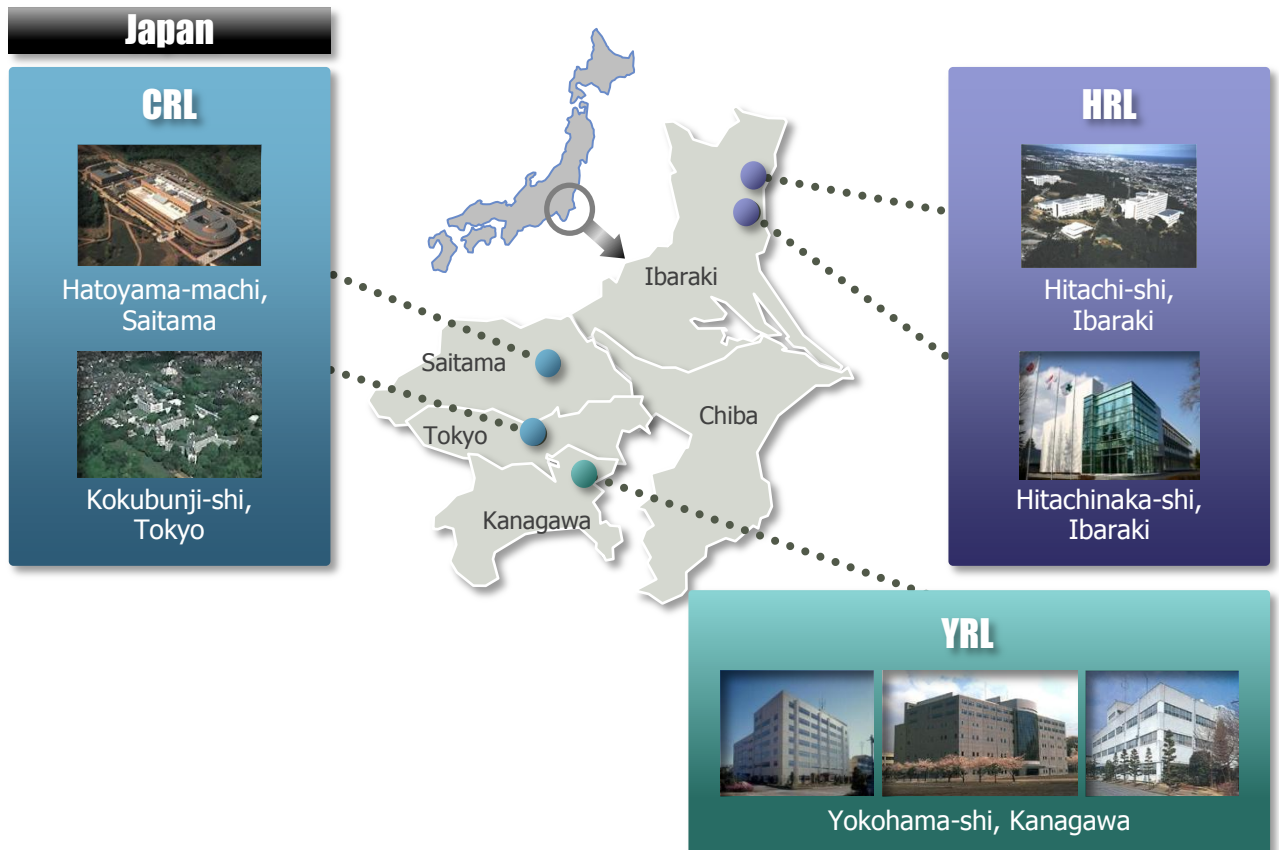 Japan
CRL
Hatoyama-machi,
Saitama
Kokubunji-shi,
Tokyo
Ibaraki
Saitama
Chiba
Tokyo
Kanagawa
HRL
Hitachi-shi,
Ibaraki
Hitachinaka-shi,
Ibaraki
YRL
Yokohama-shi, Kanagawa